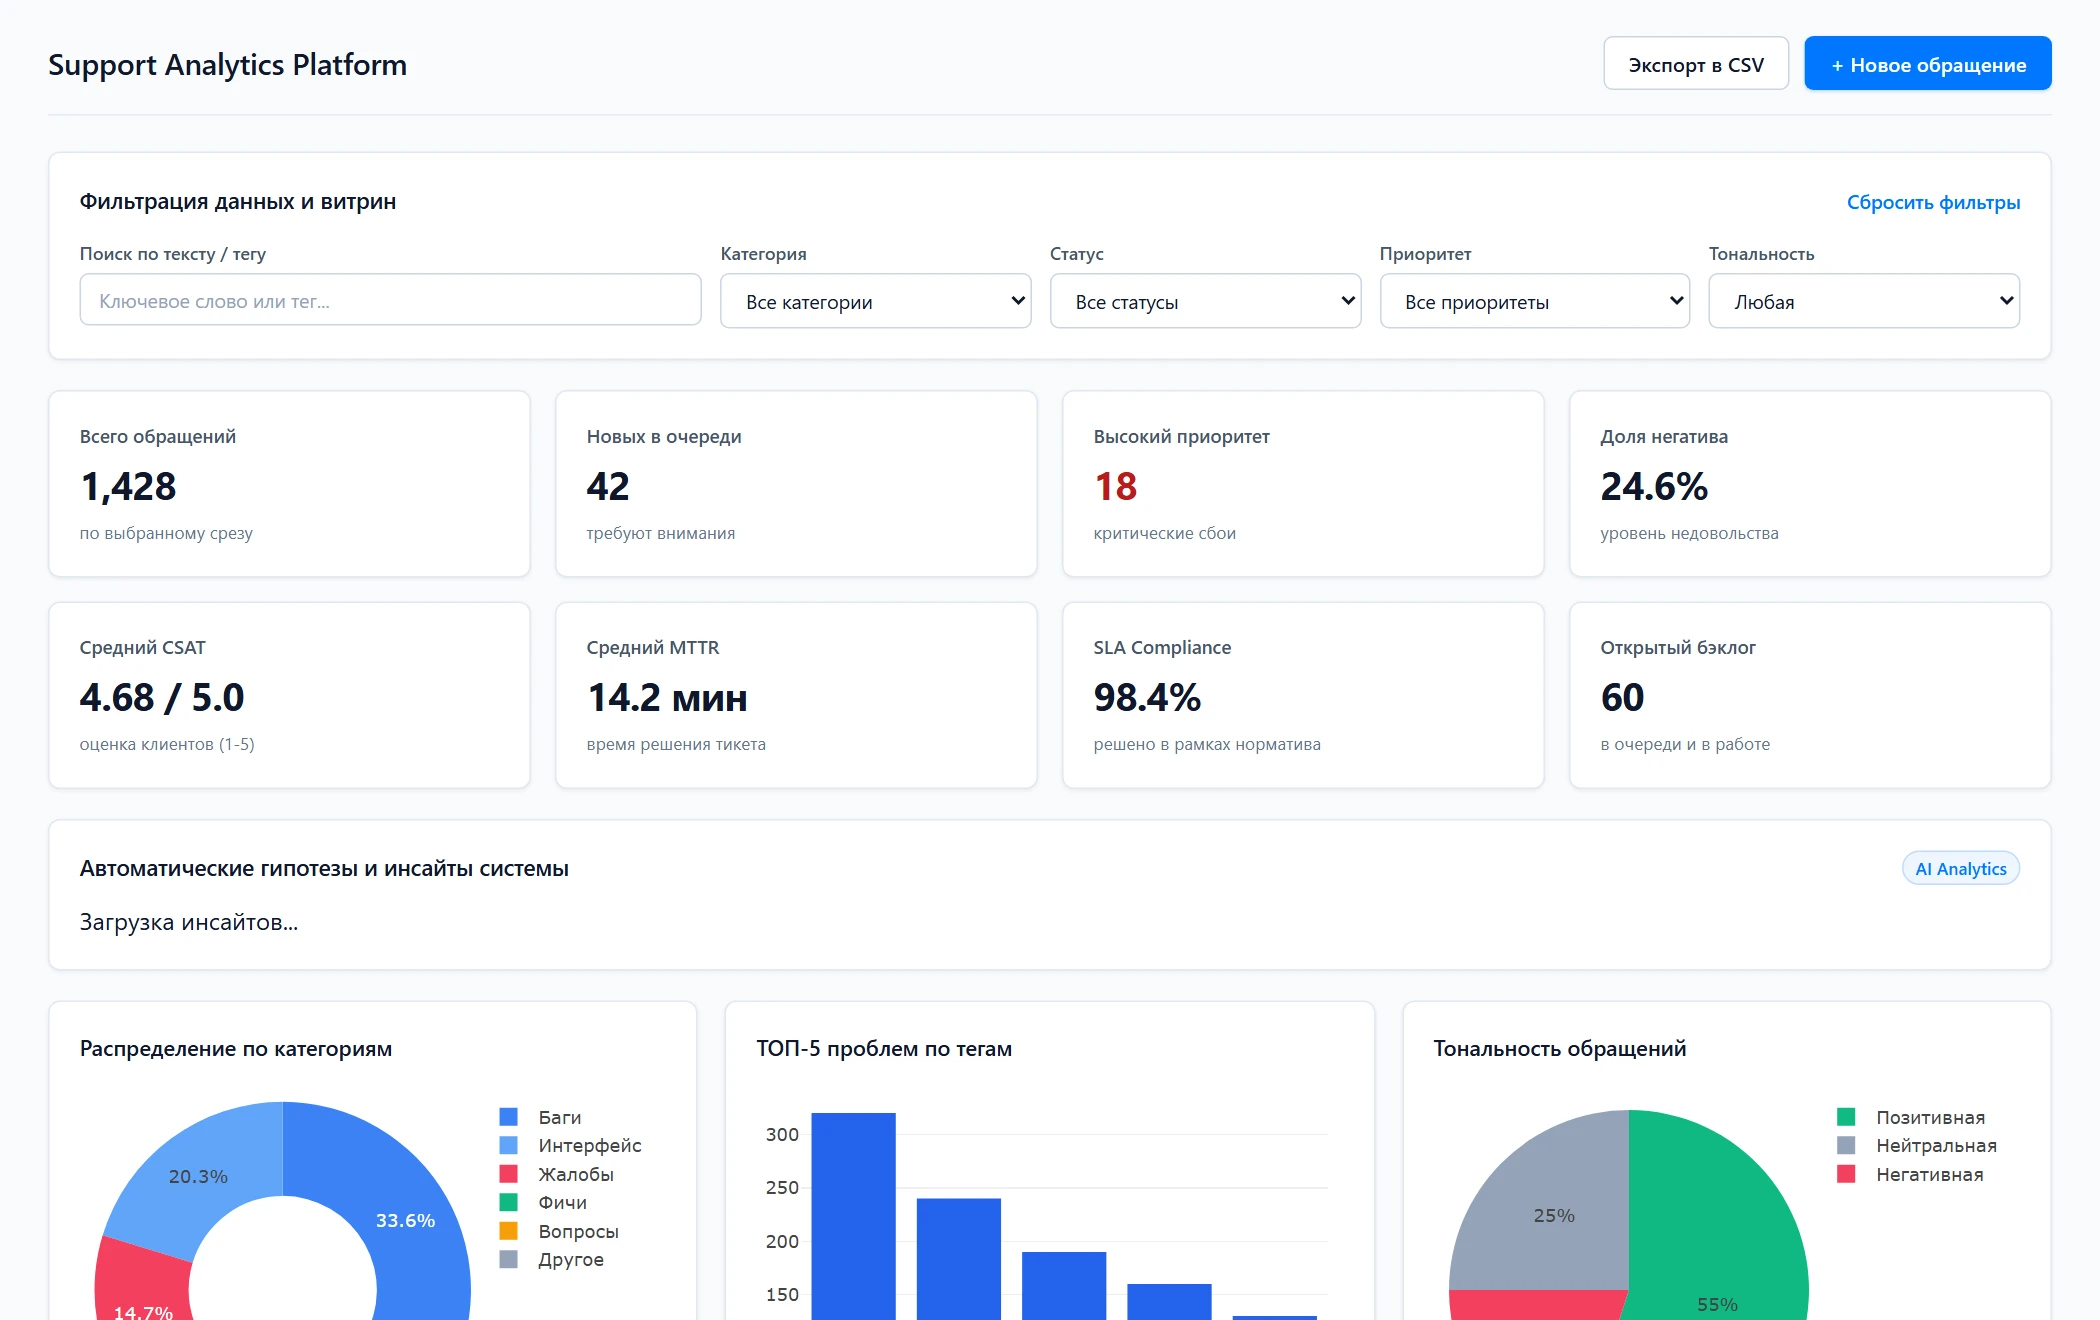 Support Analytics Platform
Экспорт в CSV
+ Новое обращение
Фильтрация данных и витрин
Сбросить фильтры
Поиск по тексту / тегу
Категория
Статус
Приоритет
Тональность
Ключевое слово или тег...
Все категории
Все статусы
Все приоритеты
Любая
Всего обращений
1,428
по выбранному срезу
Новых в очереди
42
требуют внимания
Высокий приоритет
18
критические сбои
Доля негатива
24.6%
уровень недовольства
Средний CSAT
4.68 / 5.0
оценка клиентов (1-5)
Средний MTTR
14.2 мин
время решения тикета
SLA Compliance
98.4%
решено в рамках норматива
Открытый бэклог
60
в очереди и в работе
Автоматические гипотезы и инсайты системы
AI Analytics
Загрузка инсайтов...
Распределение по категориям
20.3%
33.6%
14.7%
Баги
Интерфейс
Жалобы
Фичи
Вопросы
Другое
ТОП-5 проблем по тегам
300
250
200
150
Тональность обращений
25%
55%
Позитивная
Нейтральная
Негативная